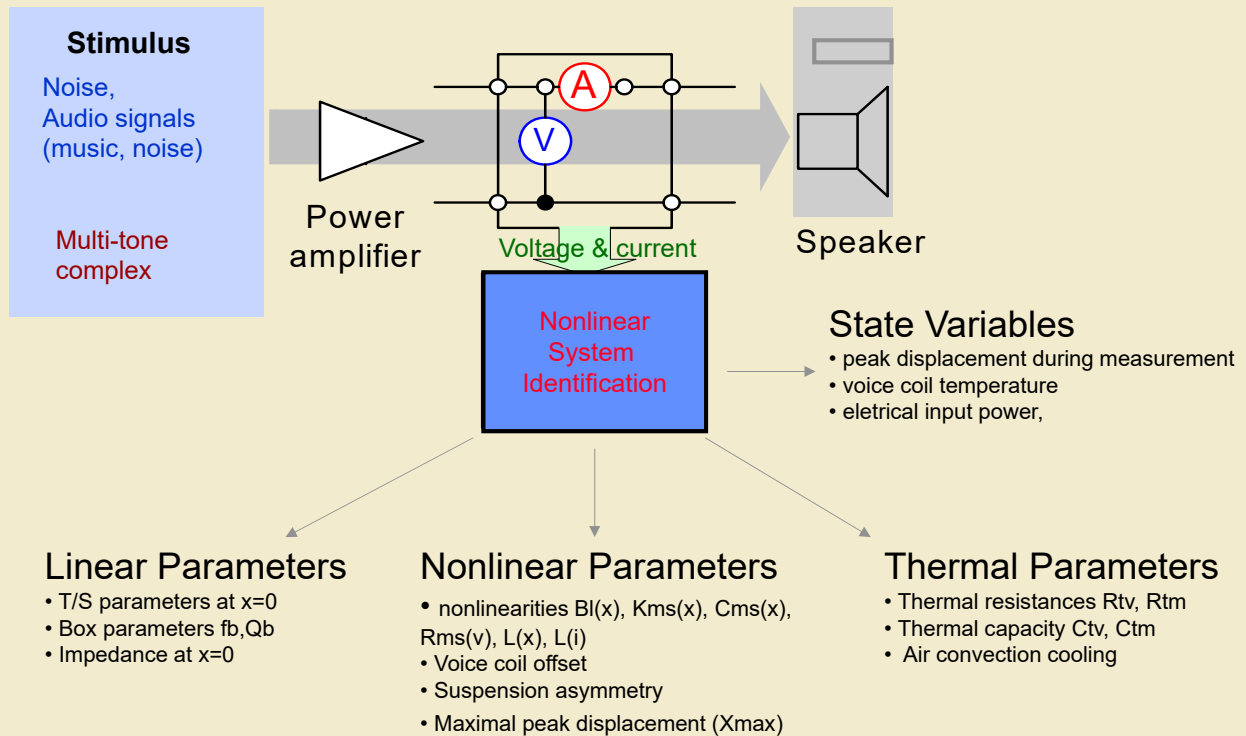 Stimulus
Noise,
Audio signals
(music, noise)
Multi-tone
complex
Power
amplifier
A
V
Voltage & current
Speaker
Nonlinear
System
Identification
State Variables
• peak displacement during measurement
• voice coil temperature
• eletrical input power,
Linear Parameters
• T/S parameters at x=0
• Box parameters fb,Qb
• Impedance at x=0
Nonlinear Parameters
• nonlinearities Bl(x), Kms(x), Cms(x),
Rms(v), L(x), L(i)
• Voice coil offset
• Suspension asymmetry
• Maximal peak displacement (Xmax)
Thermal Parameters
• Thermal resistances Rtv, Rtm
• Thermal capacity Ctv, Ctm
• Air convection cooling